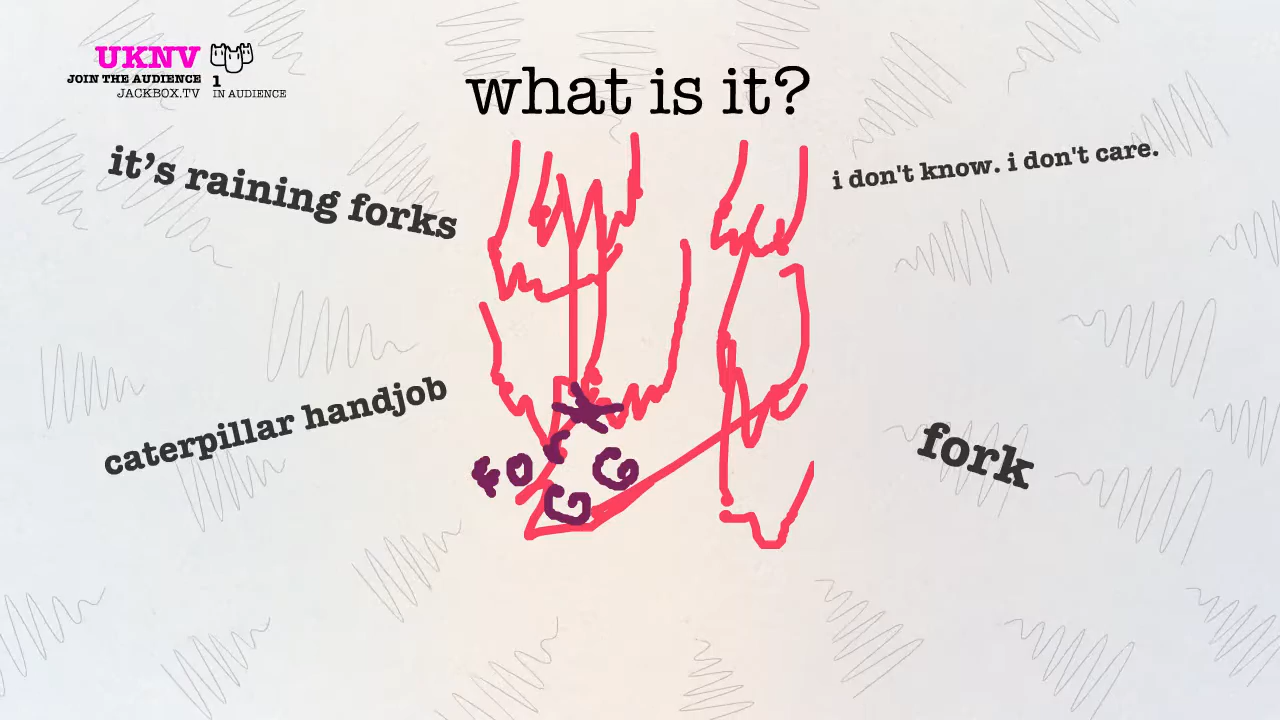 UKNV
JOIN THE AUDIENCE
JACKBOX.TV
1
IN AUDIENCE
what is it?
it's raining forks
i don't know. i don't care.
caterpillar handjob
fork